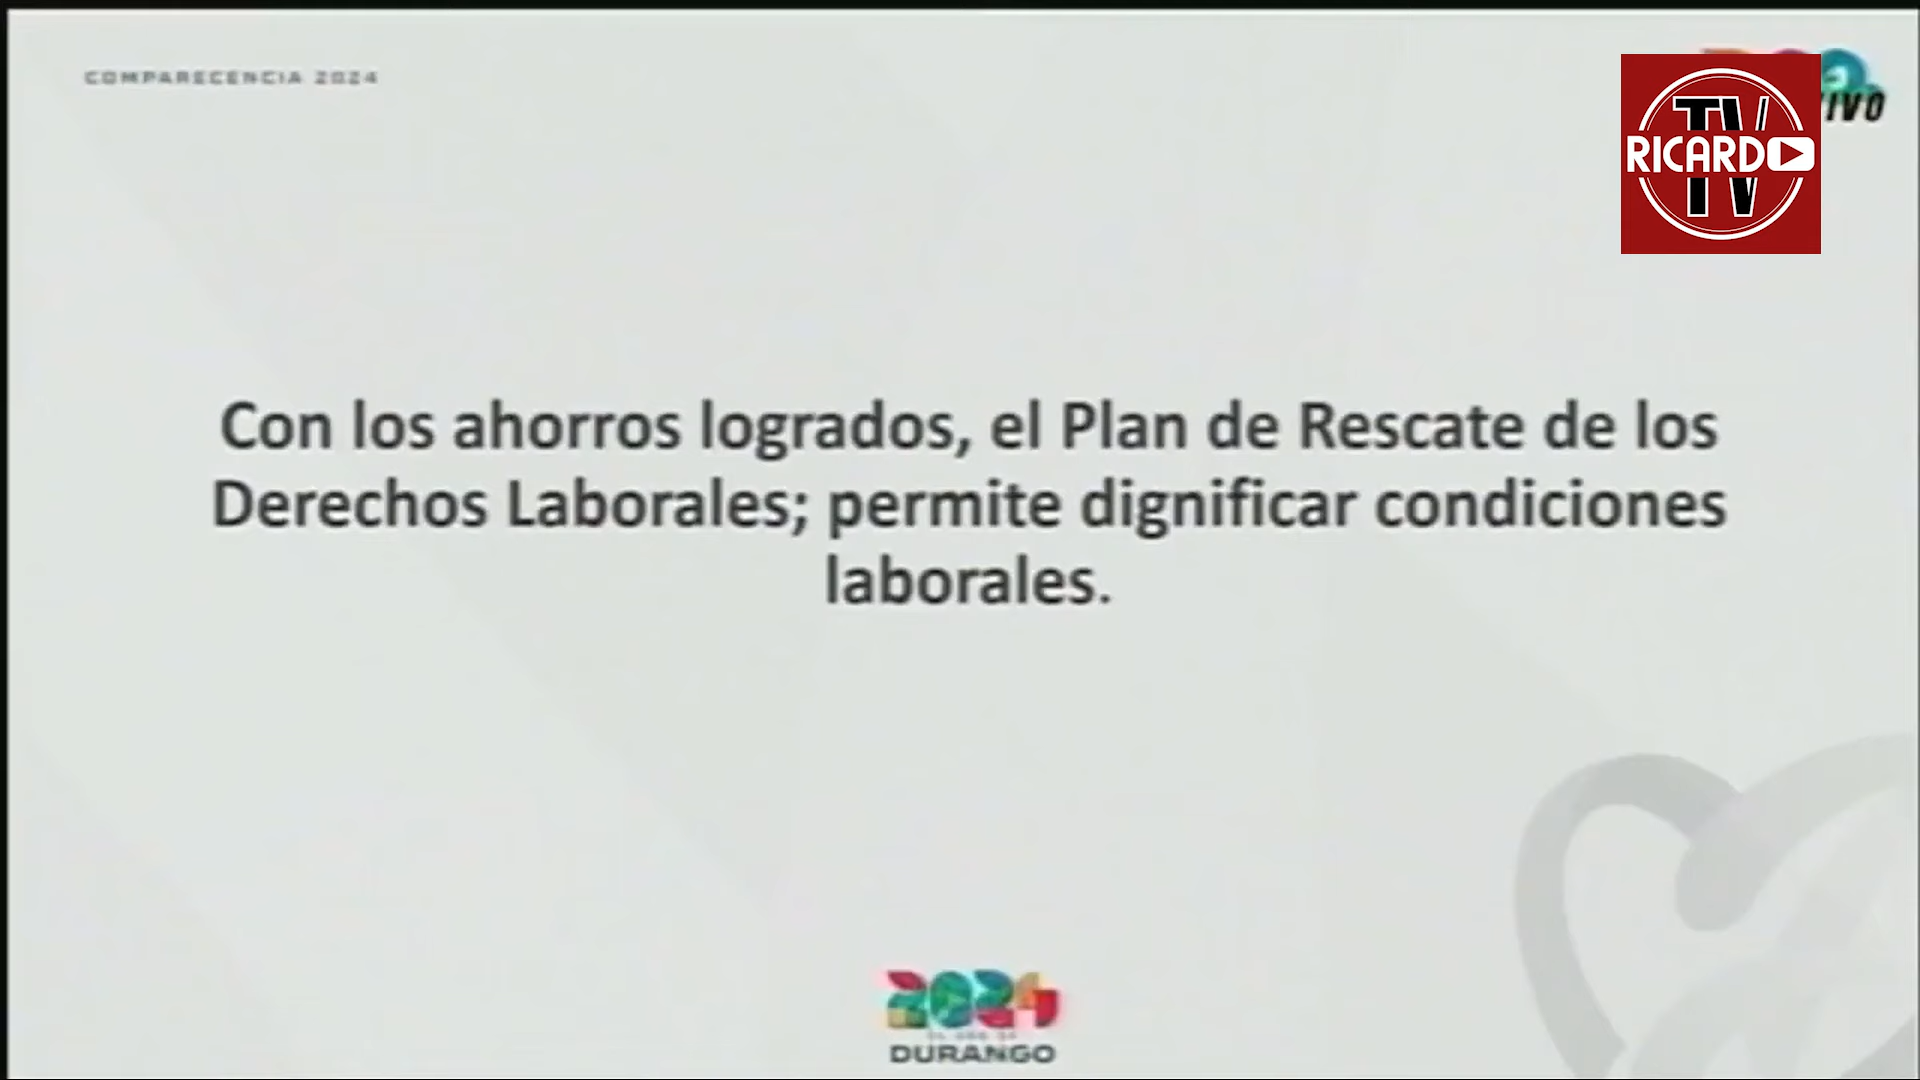 COMPARECENCIA 2024
TV
RICARDO
IVO
Con los ahorros logrados, el Plan de Rescate de los
Derechos Laborales; permite dignificar condiciones
laborales.
2024
DURANGO